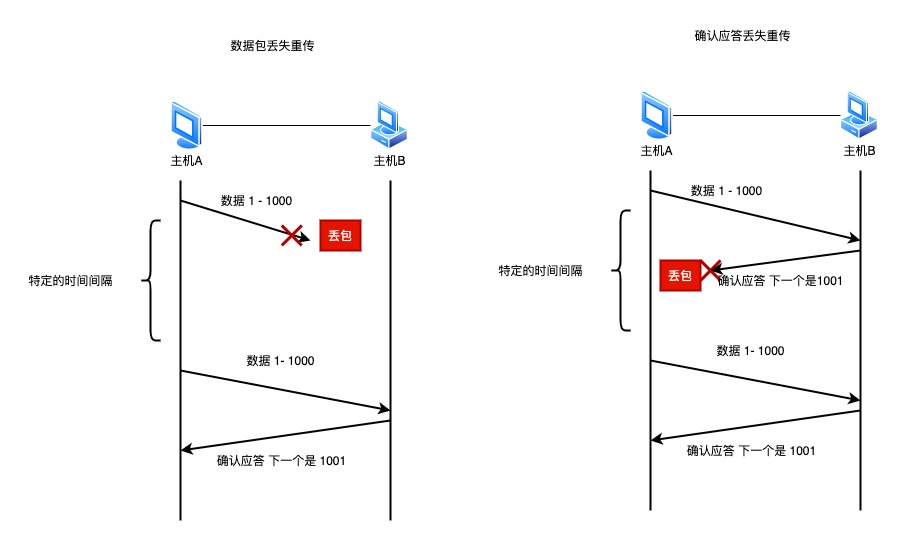 数据包丢失重传
主机A
主机B
数据 1 - 1000
丢包
特定的时间间隔
数据 1- 1000
确认应答 下一个是 1001
确认应答丢失重传
主机A
主机B
数据 1 - 1000
丢包
确认应答 下一个是1001
特定的时间间隔
数据 1- 1000
确认应答 下一个是 1001